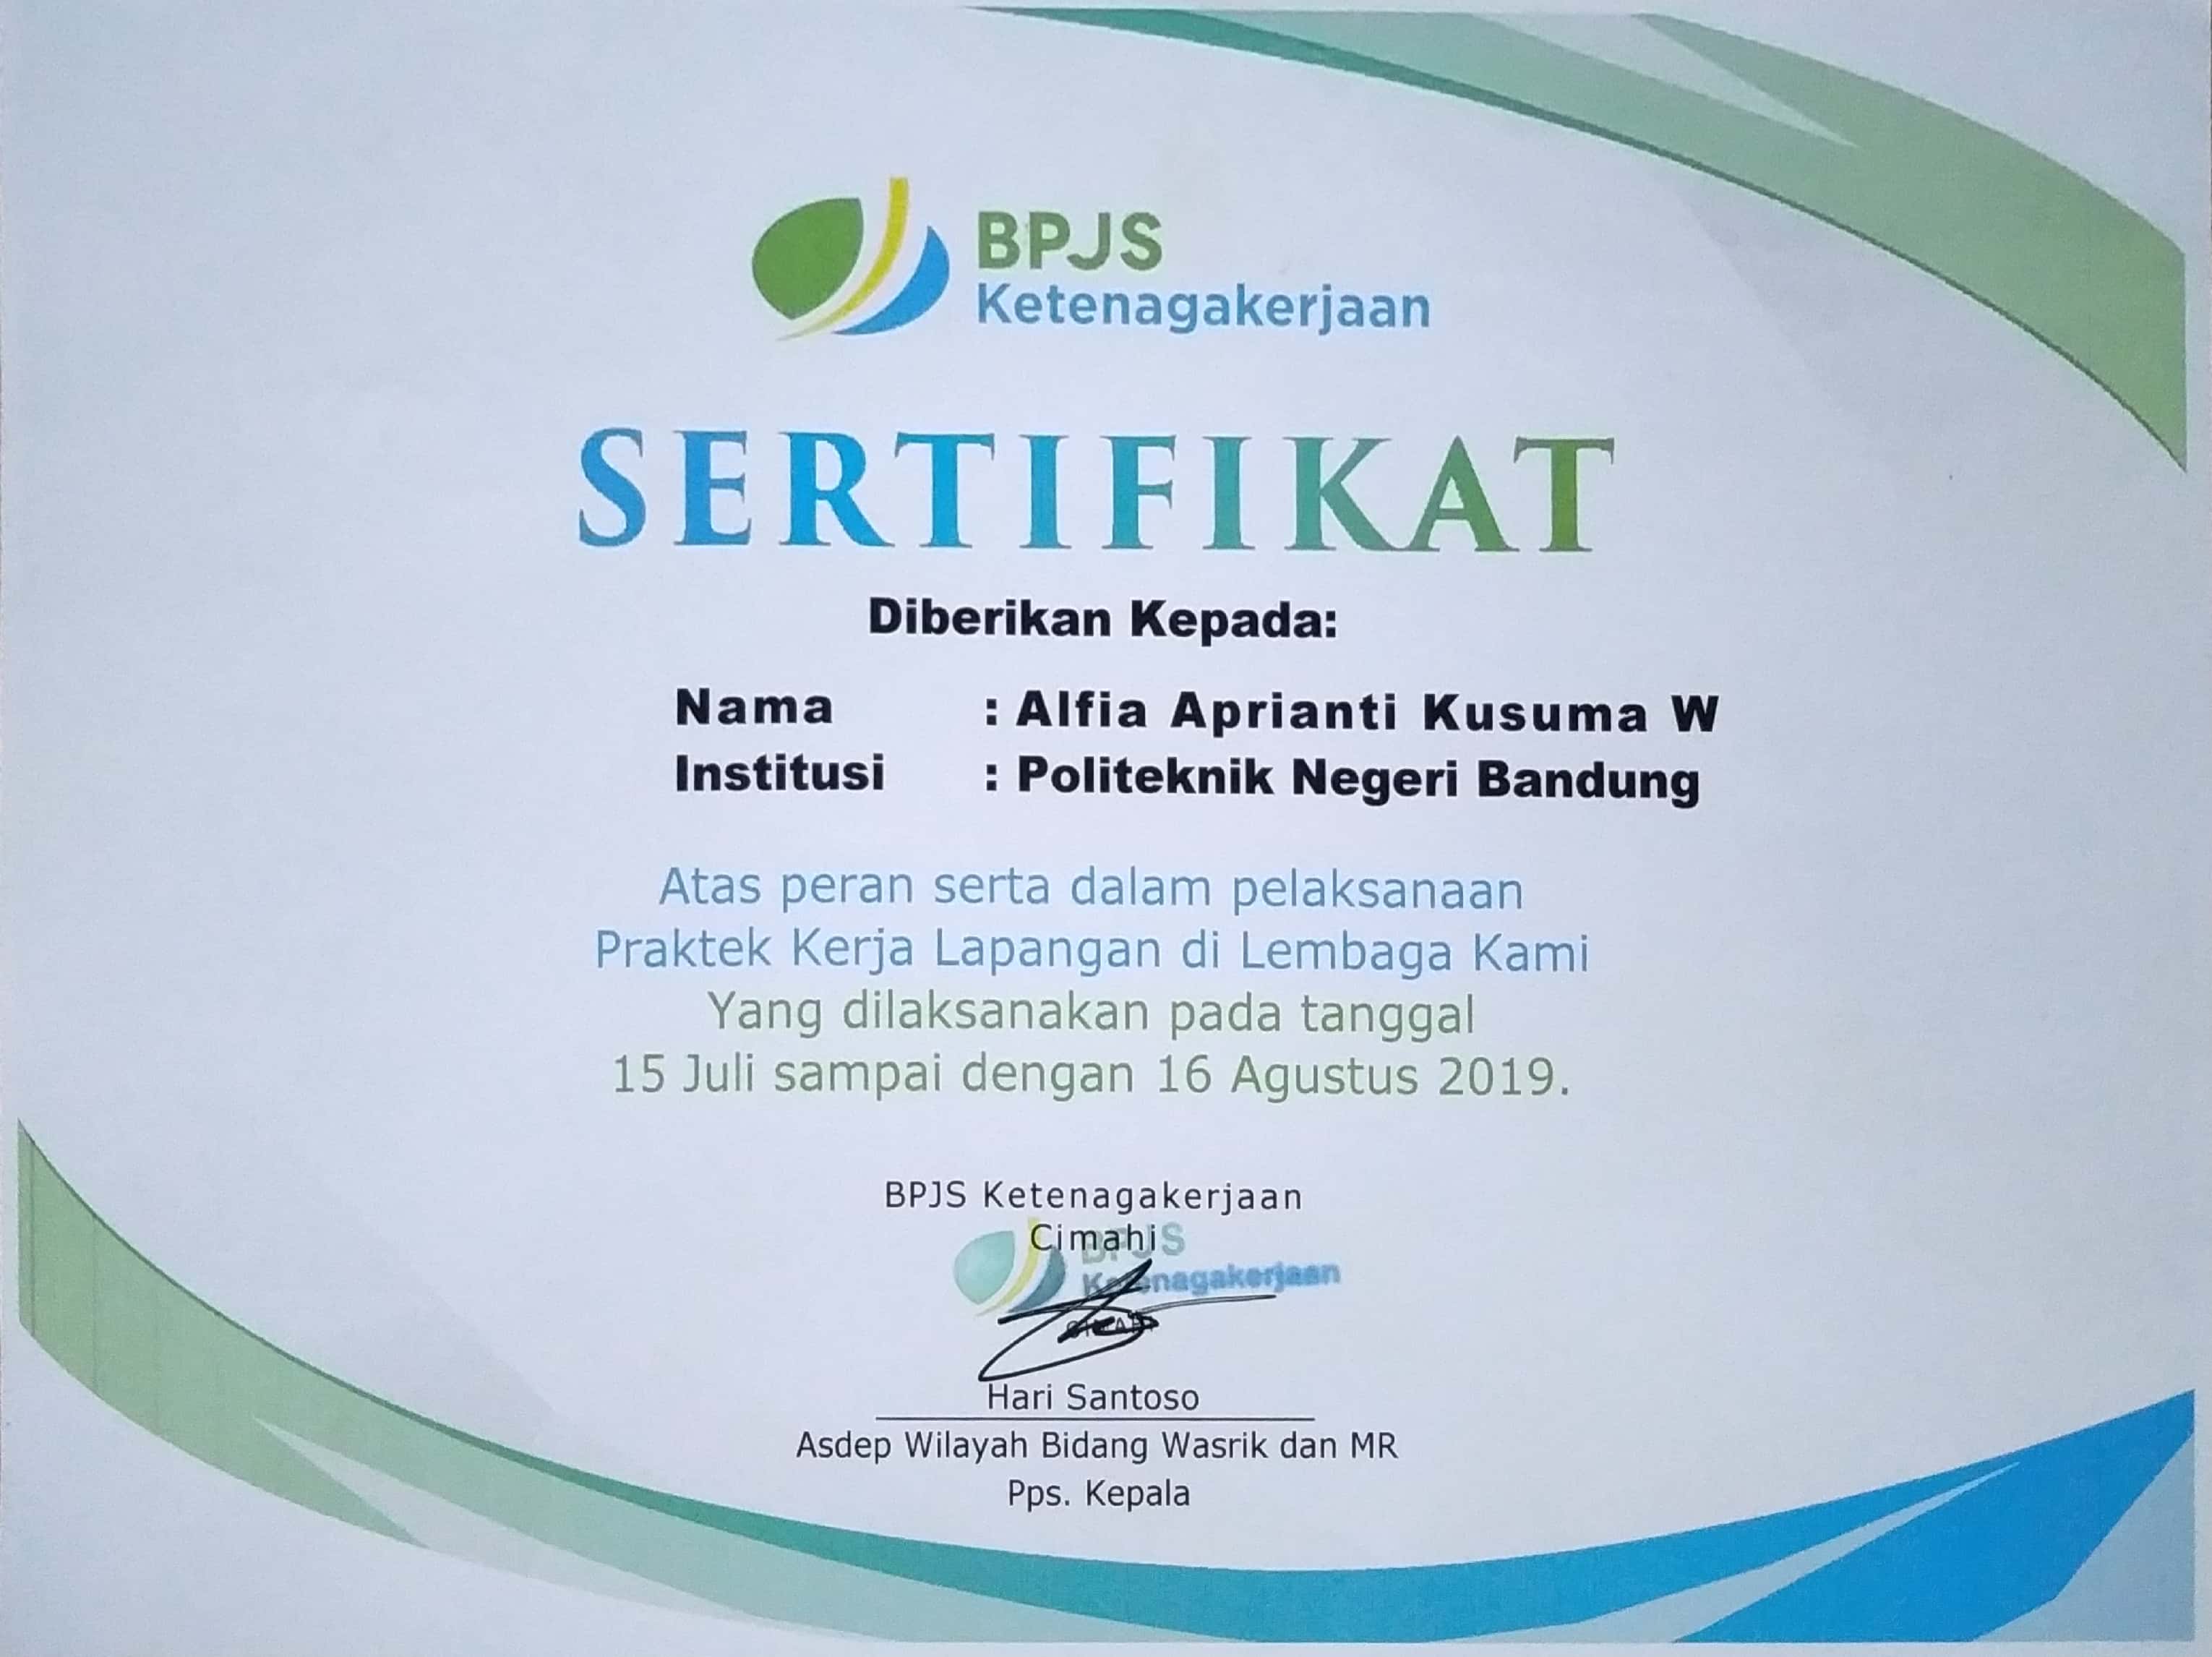 BPJS
Ketenagakerjaan
SERTIFIKAT
Diberikan Kepada:
Nama : Alfia Aprianti Kusuma W
Institusi : Politeknik Negeri Bandung
Atas peran serta dalam pelaksanaan
Praktek Kerja Lapangan di Lembaga Kami
Yang dilaksanakan pada tanggal
15 Juli sampai dengan 16 Agustus 2019.
BPJS Ketenagakerjaan
Cimahi
BPJS
Ketenagakerjaan
Hari Santoso
Asdep Wilayah Bidang Wasrik dan MR
Pps. Kepala